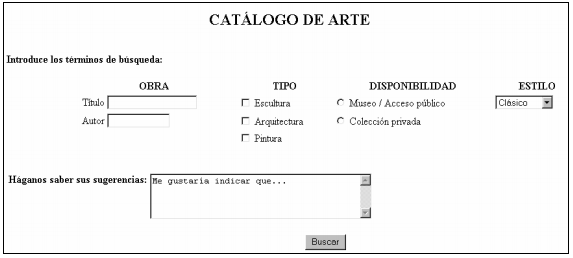 CATÁLOGO DE ARTE
Introduce los términos de búsqueda:
OBRA TIPO DISPONIBILIDAD ESTILO
Título Escultura Museo / Acceso público Clásico
Autor Arquitectura Colección privada
Pintura
Háganos saber sus sugerencias: Me gustaría indicar que...
Buscar